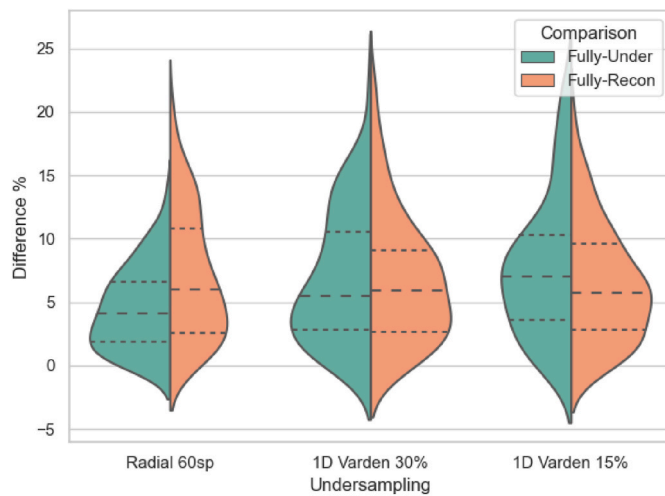 Comparison
Fully-Under
Fully-Recon
25
20
15
10
5
0
−5
Difference %
Radial 60sp
1D Varden 30%
1D Varden 15%
Undersampling